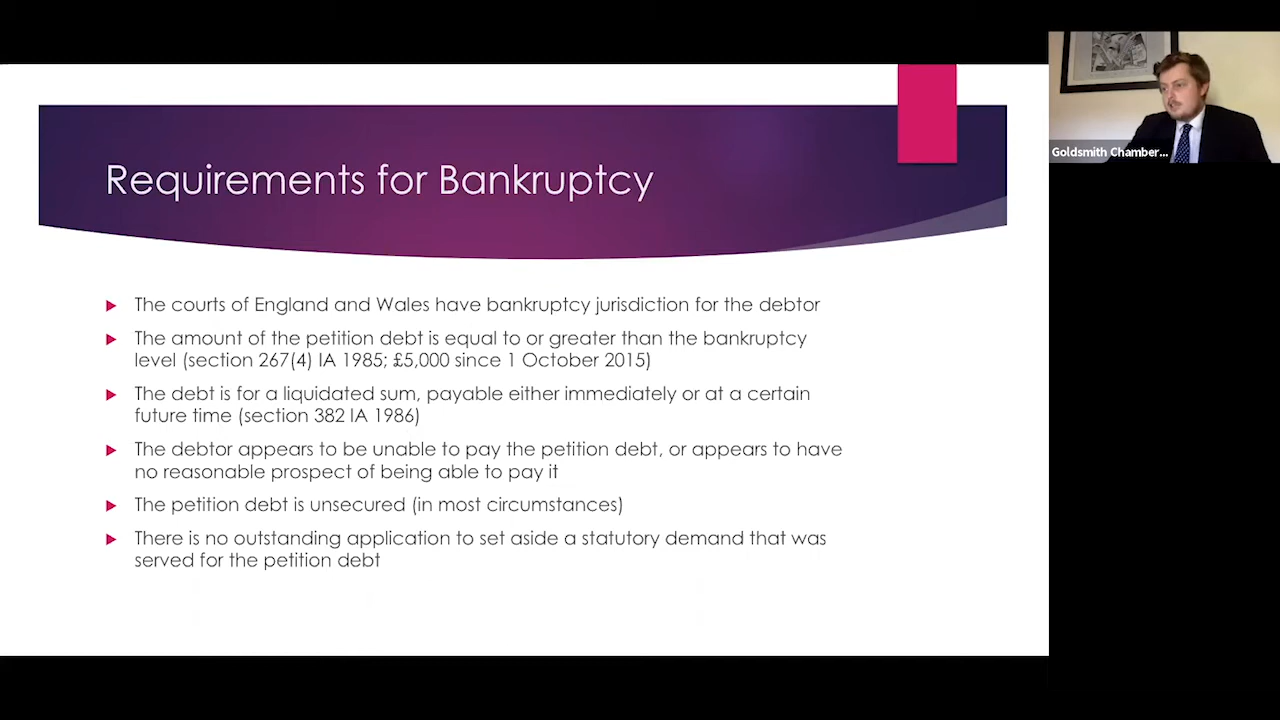 Requirements for Bankruptcy
Goldsmith Chamber...
The courts of England and Wales have bankruptcy jurisdiction for the debtor
The amount of the petition debt is equal to or greater than the bankruptcy
level (section 267(4) IA 1985; £5,000 since 1 October 2015)
The debt is for a liquidated sum, payable either immediately or at a certain
future time (section 382 IA 1986)
The debtor appears to be unable to pay the petition debt, or appears to have
no reasonable prospect of being able to pay it
The petition debt is unsecured (in most circumstances)
There is no outstanding application to set aside a statutory demand that was
served for the petition debt